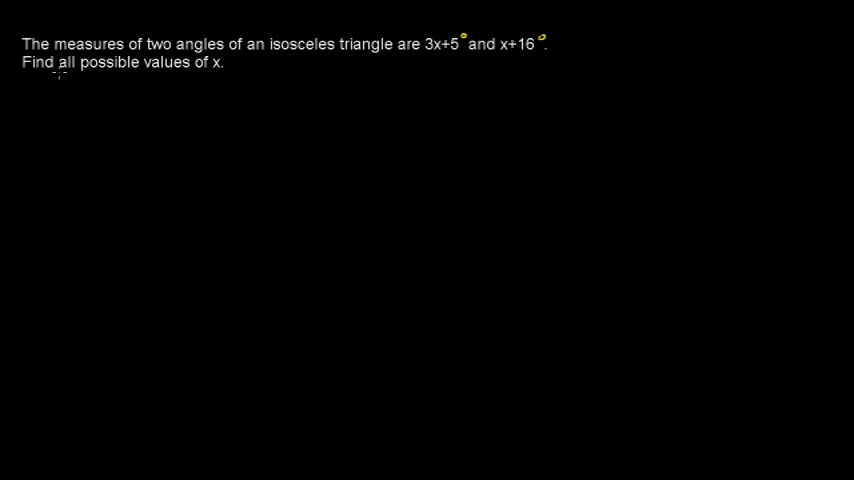 The measures of two angles of an isosceles triangle are 3x+5° and x+16°.
Find all possible values of x.